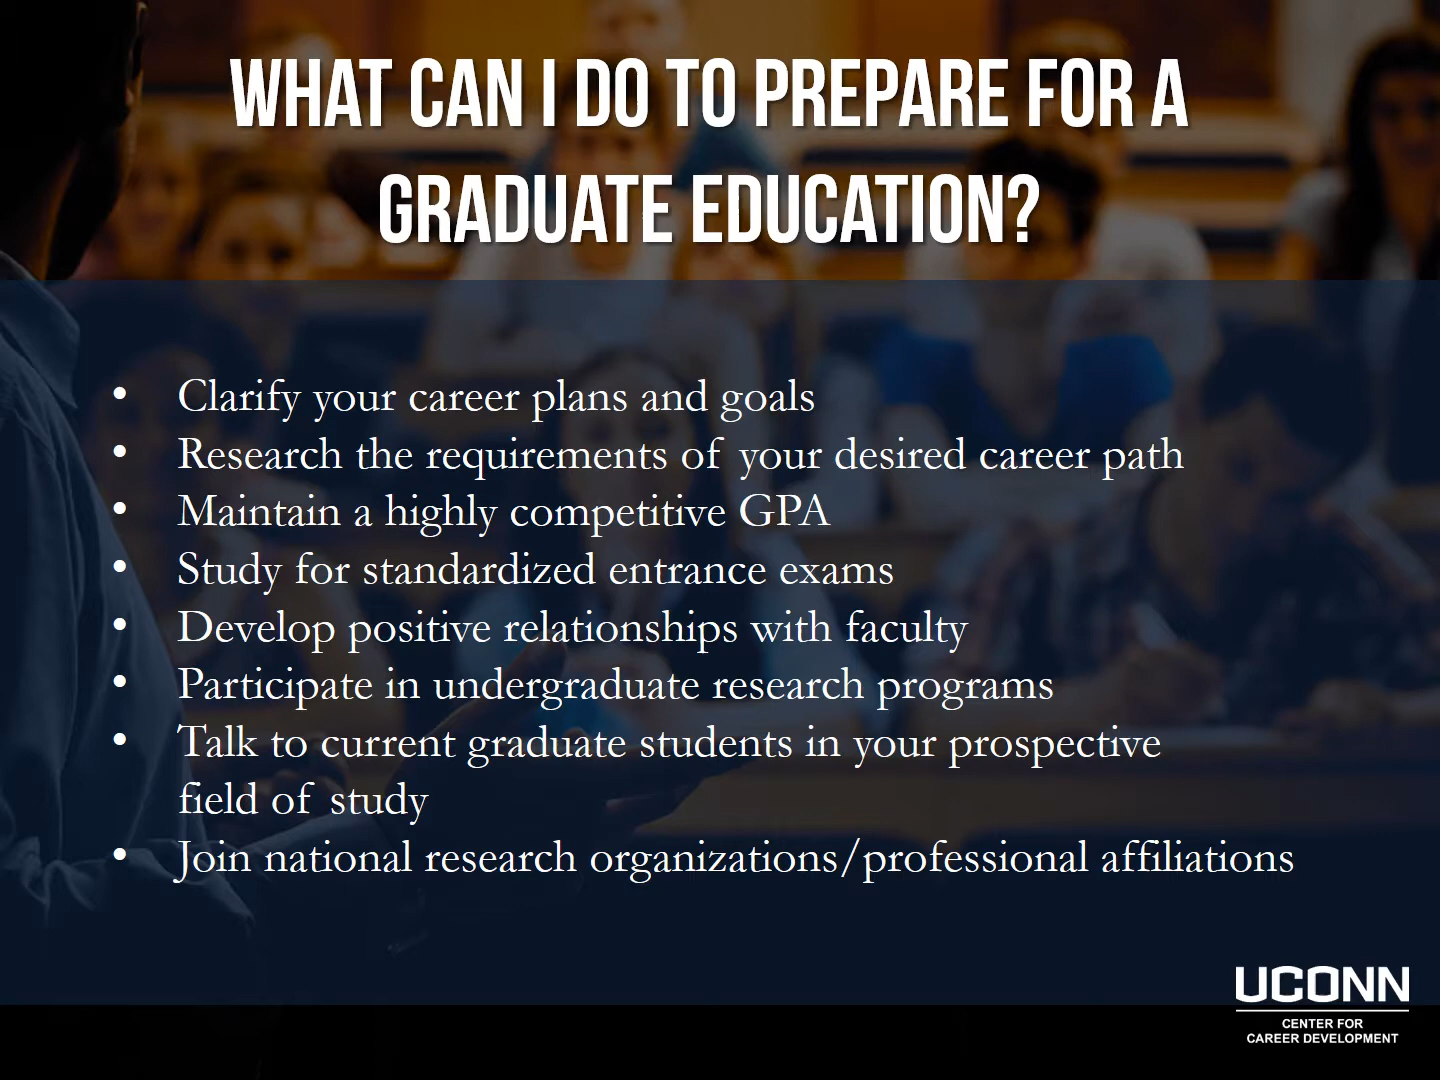 WHAT CAN I DO TO PREPARE FOR A
GRADUATE EDUCATION?
• Clarify your career plans and goals
• Research the requirements of your desired career path
• Maintain a highly competitive GPA
• Study for standardized entrance exams
• Develop positive relationships with faculty
• Participate in undergraduate research programs
• Talk to current graduate students in your prospective
field of study
• Join national research organizations/professional affiliations
UCONN
CENTER FOR
CAREER DEVELOPMENT